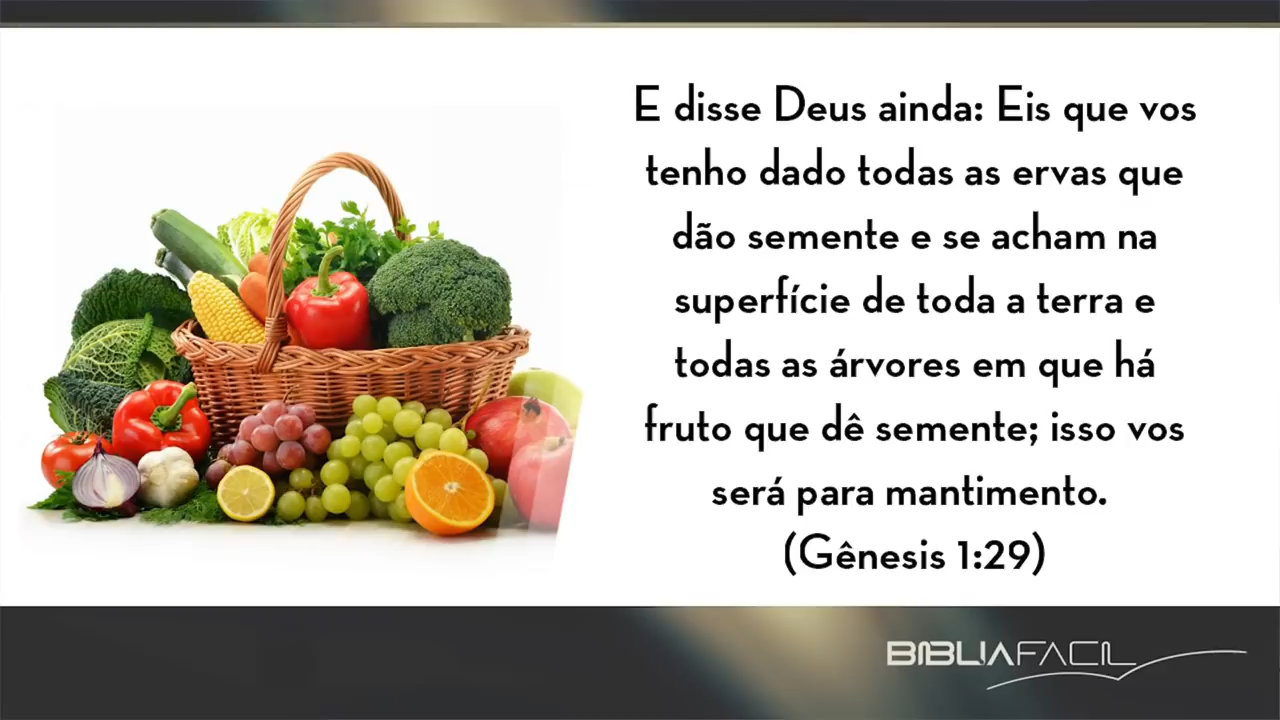 E disse Deus ainda: Eis que vos
tenho dado todas as ervas que
dão semente e se acham na
superfície de toda a terra e
todas as árvores em que há
fruto que dê semente; isso vos
será para mantimento.
(Gênesis 1:29)
BIBLIAFACIL